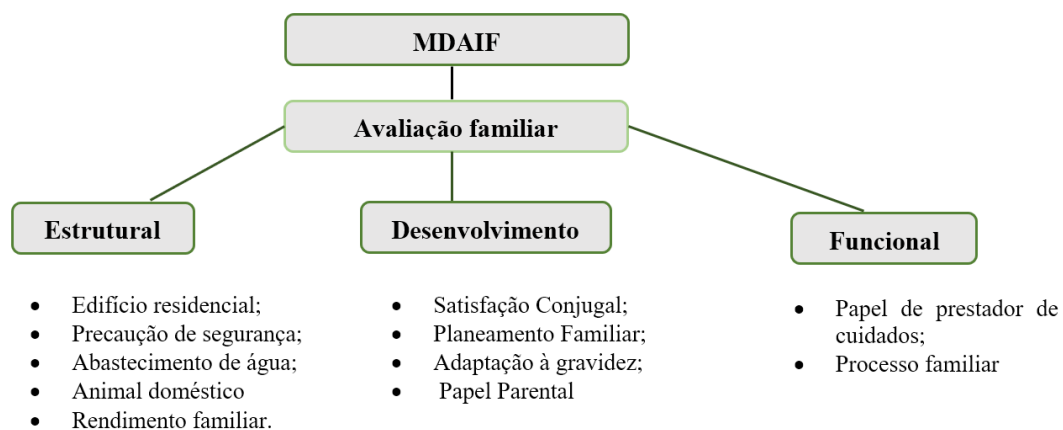 MDAIF
Avaliação familiar
Estrutural
Desenvolvimento
Funcional
• Edifício residencial;
• Precaução de segurança;
• Abastecimento de água;
• Animal doméstico
• Rendimento familiar.
• Satisfação Conjugal;
• Planeamento Familiar;
• Adaptação à gravidez;
• Papel Parental
• Papel de prestador de
cuidados;
• Processo familiar